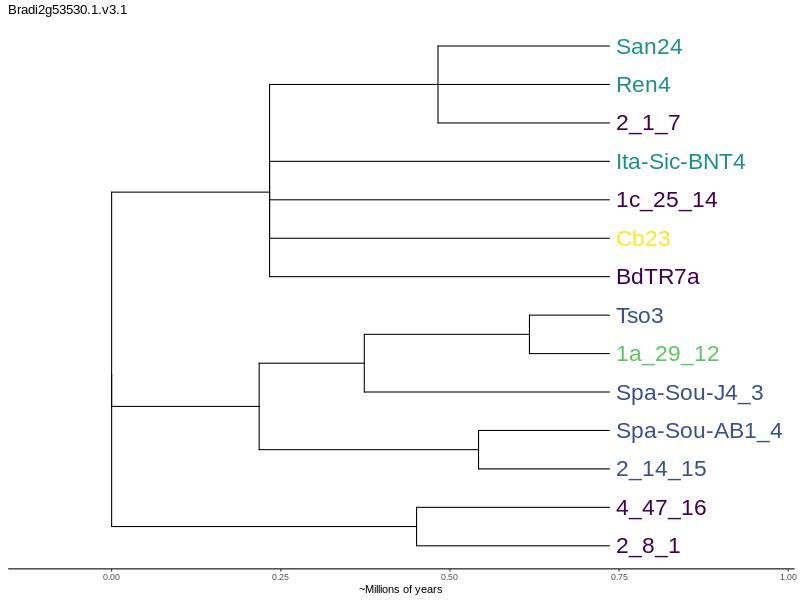 Bradi2g53530.1.v3.1
San24
Ren4
2_1_7
Ita-Sic-BNT4
1c_25_14
Cb23
BdTR7a
Tso3
1a_29_12
Spa-Sou-J4_3
Spa-Sou-AB1_4
2_14_15
4_47_16
2_8_1
0.00 0.25 0.50 0.75 1.00
~Millions of years